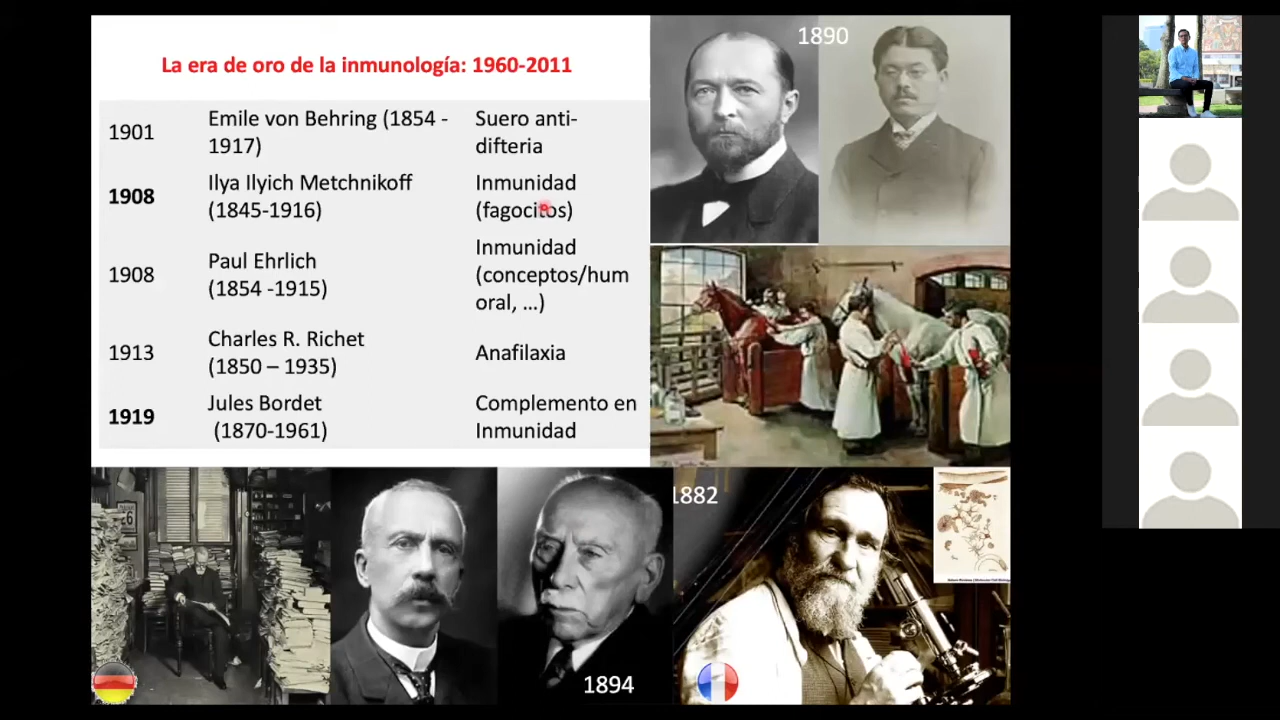 La era de oro de la inmunología: 1960-2011
1901
Emile von Behring (1854 -
1917)
Suero anti-
difteria
1908
Ilya Ilyich Metchnikoff
(1845-1916)
Inmunidad
(fagocitos)
1908
Paul Ehrlich
(1854 -1915)
Inmunidad
(conceptos/hum
oral, ...)
1913
Charles R. Richet
(1850 – 1935)
Anafilaxia
1919
Jules Bordet
(1870-1961)
Complemento en
Inmunidad
1890
1882
1894